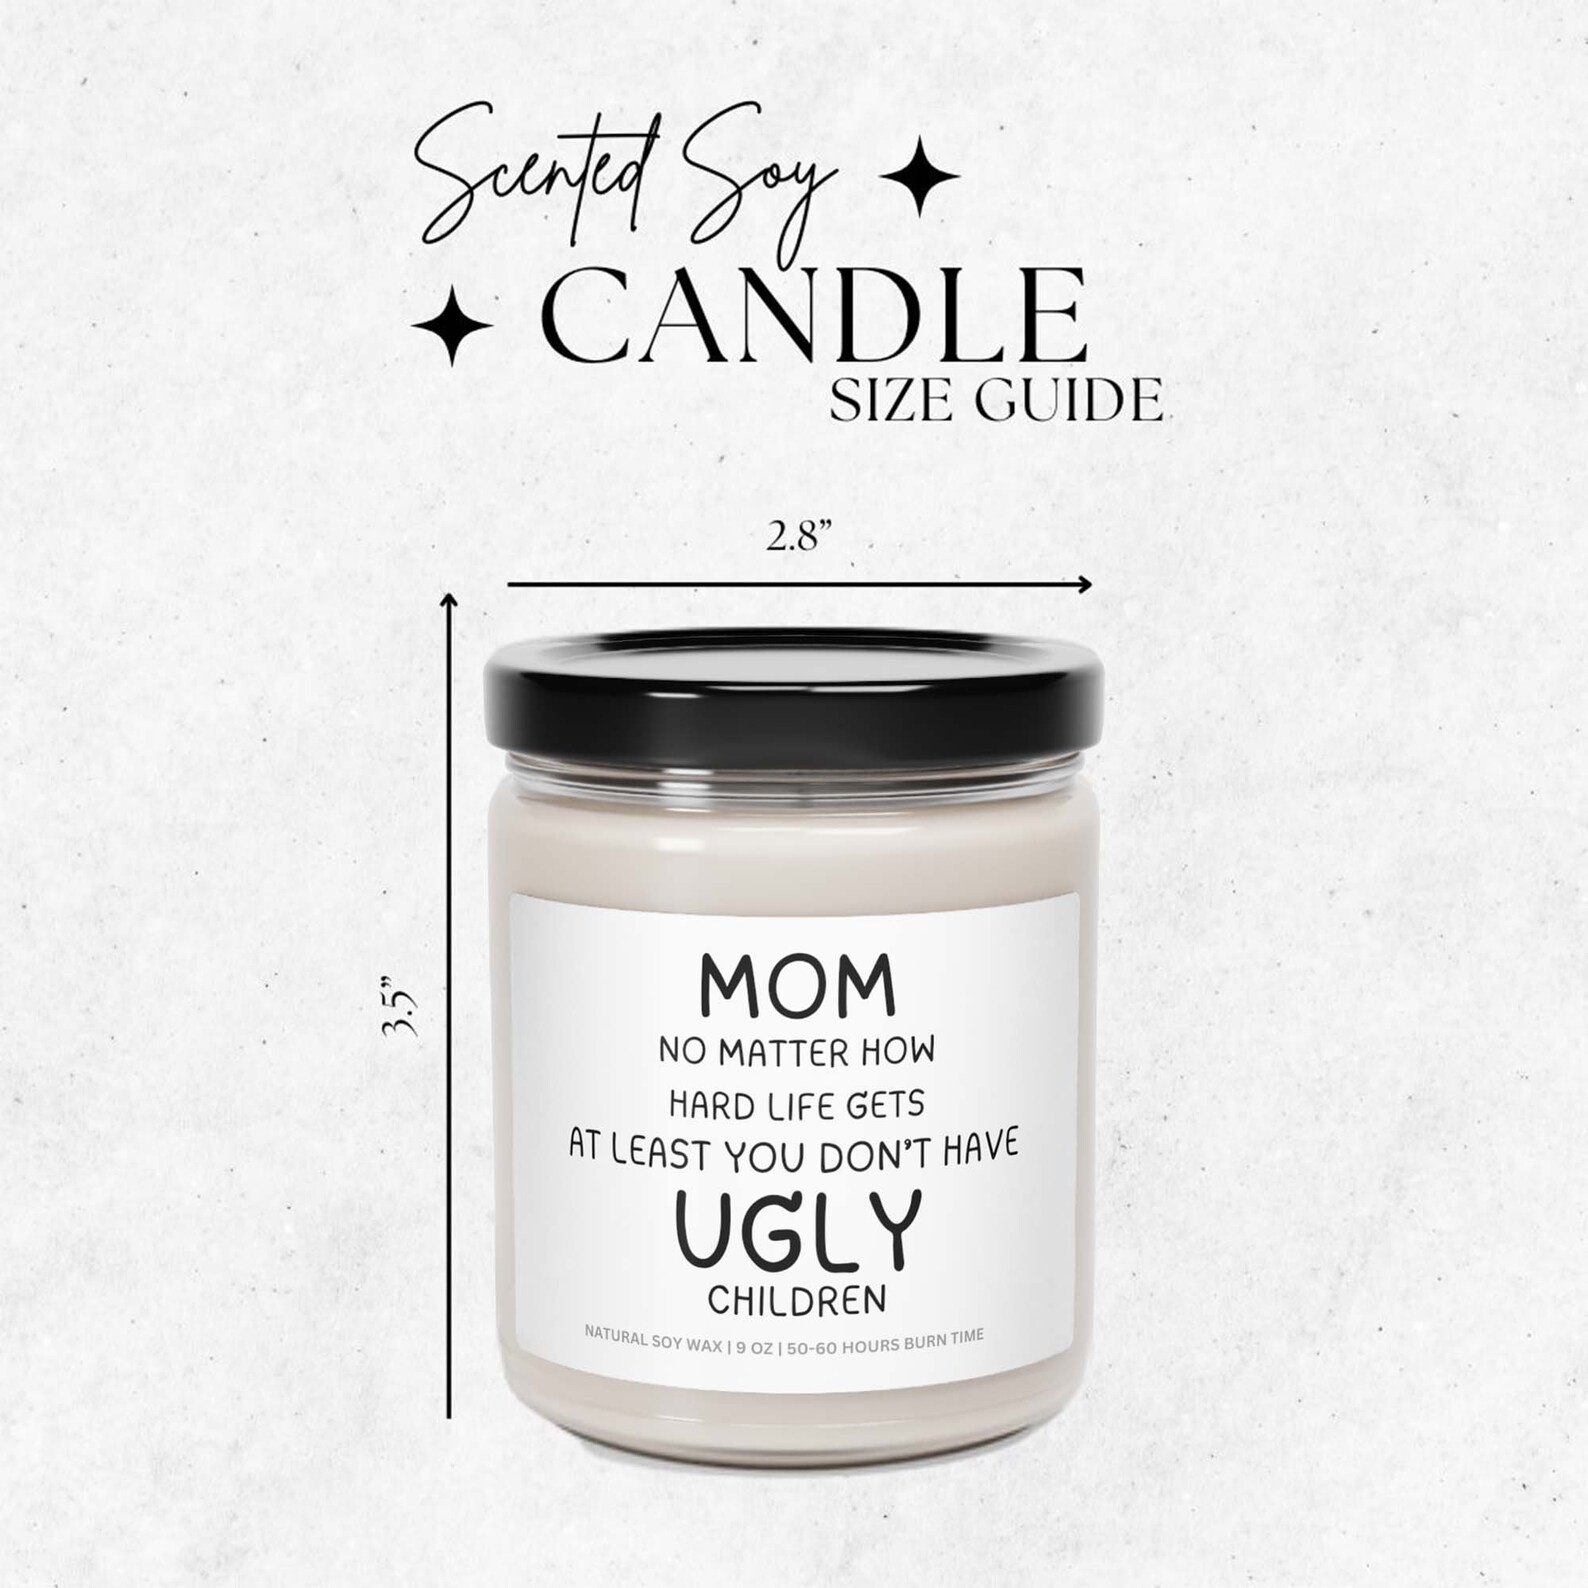 Scented Soy
CANDLE
SIZE GUIDE
2.8”
3.5”
MOM
NO MATTER HOW
HARD LIFE GETS
AT LEAST YOU DON’T HAVE
UGLY
CHILDREN
NATURAL SOY WAX | 9 OZ | 50-60 HOURS BURN TIME